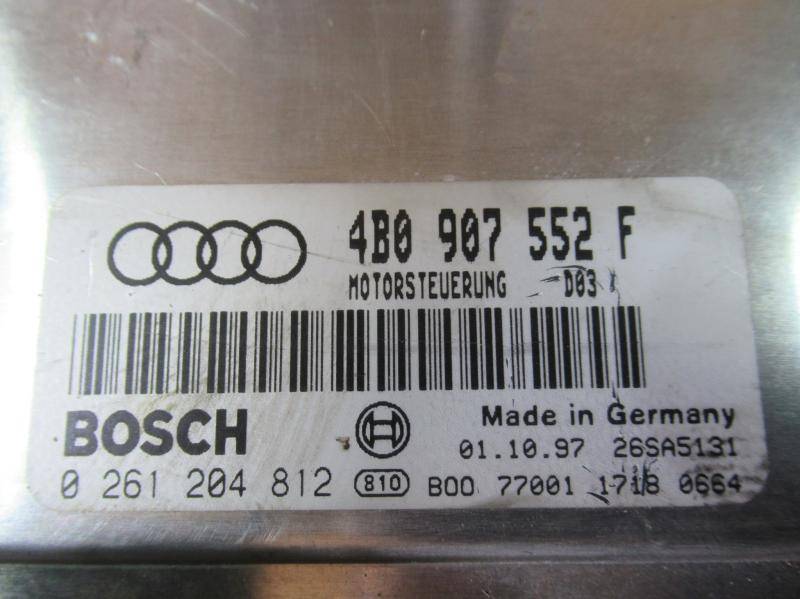 4B0 907 552 F
MOTORSTEUERUNG D03
BOSCH
Made in Germany
01.10.97 26SA5131
0 261 204 812 810 B00 77001 1718 0664